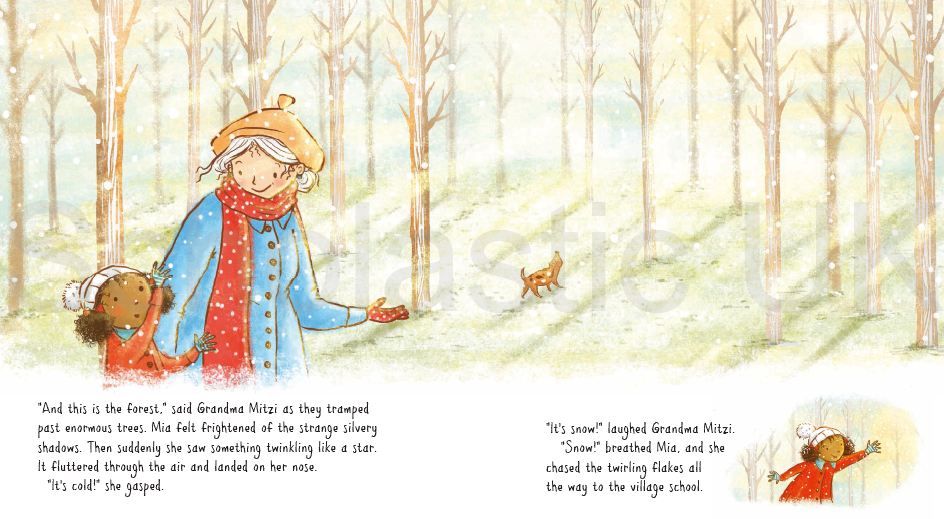 "And this is the forest," said Grandma Mitzi as they tramped
past enormous trees. Mia felt frightened of the strange silvery
shadows. Then suddenly she saw something twinkling like a star.
It fluttered through the air and landed on her nose.
"It's cold!" she gasped.
"It's snow!" laughed Grandma Mitzi.
"Snow!" breathed Mia, and she
chased the twirling flakes all
the way to the village school.
Scholastic UK